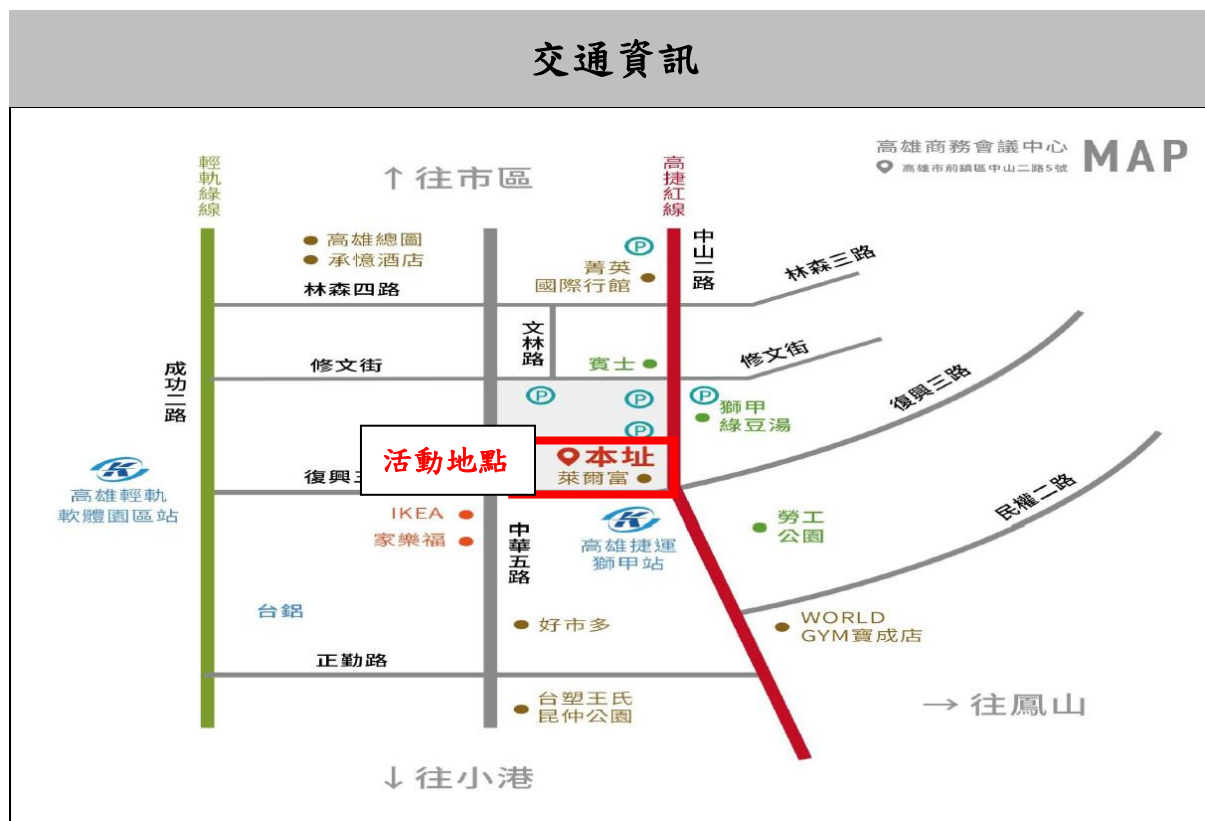 交通資訊
高雄商務會議中心
高雄市前鎮區中山二路5號
MAP
輕軌綠線
↑往市區
高捷紅線
高雄總圖
承憶酒店
P
菁英
國際行館
中山二路
林森三路
林森四路
文林路
成功二路
修文街
賓士
修文街
復興三路
P
P
P
獅甲
綠豆湯
P
活動地點
本址
萊爾富
復興三
高雄輕軌
軟體園區站
IKEA
家樂福
中華五路
高雄捷運
獅甲站
勞工
公園
民權二路
台鋁
好市多
WORLD
GYM寶成店
正勤路
台塑王氏
昆仲公園
→往鳳山
↓往小港